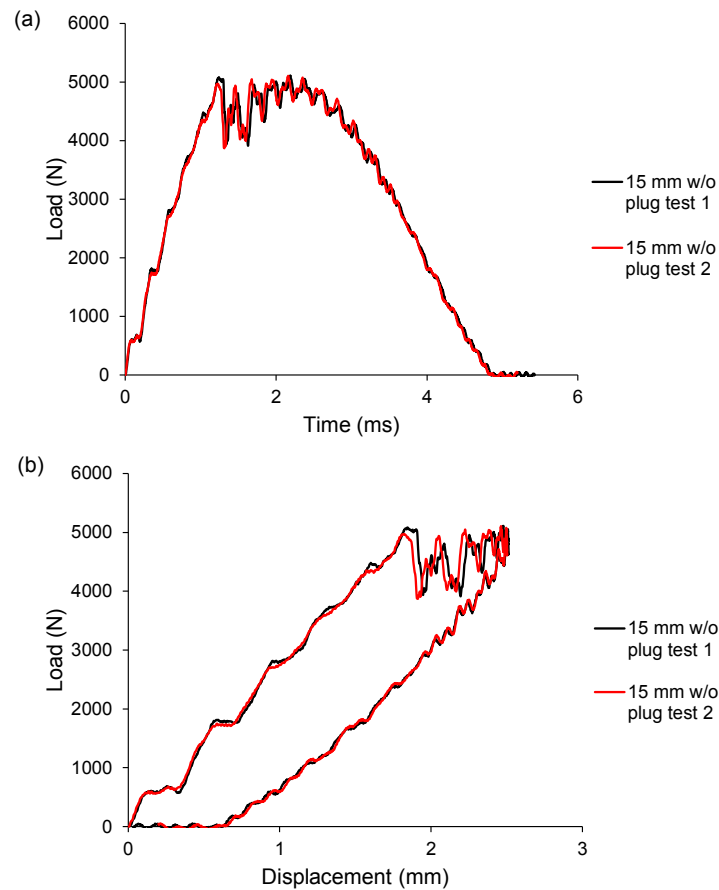 (a)
6000
5000
4000
3000
2000
1000
0
Load (N)
0 2 4 6
Time (ms)
15 mm w/o
plug test 1
15 mm w/o
plug test 2
(b)
6000
5000
4000
3000
2000
1000
0
Load (N)
0 1 2 3
Displacement (mm)
15 mm w/o
plug test 1
15 mm w/o
plug test 2